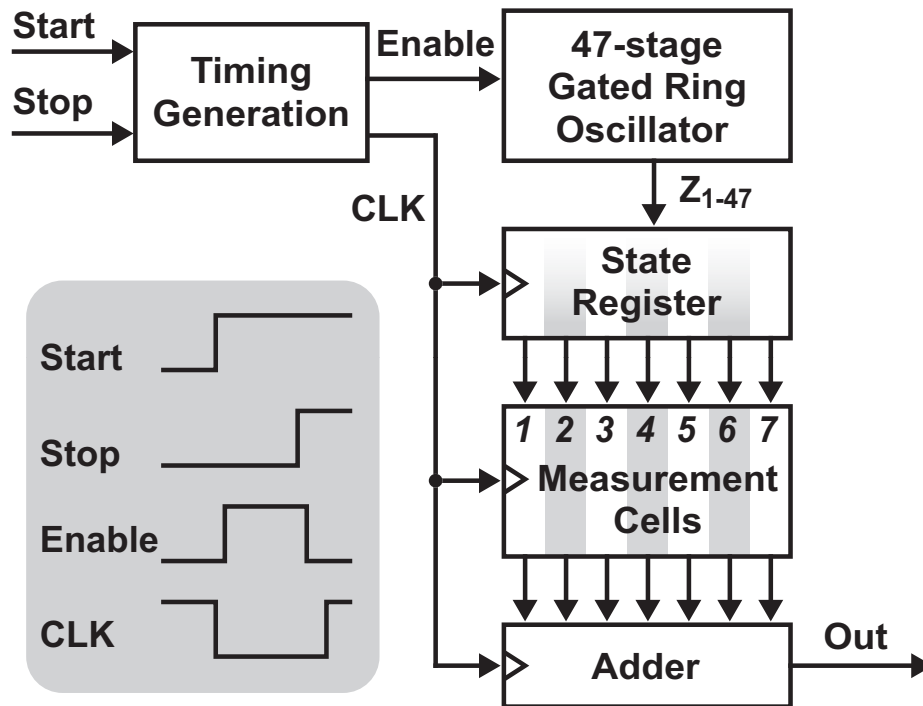 Start
Stop
Timing
Generation
Enable
47-stage
Gated Ring
Oscillator
CLK
Z1-47
State
Register
1 2 3 4 5 6 7
Measurement
Cells
Adder
Out
Start
Stop
Enable
CLK